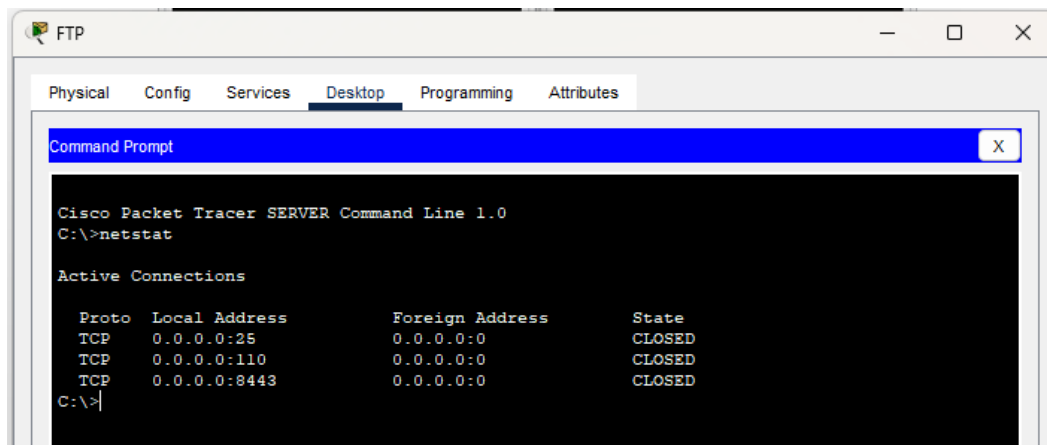 FTP
Physical Config Services Desktop Programming Attributes
Command Prompt X
Cisco Packet Tracer SERVER Command Line 1.0
C:\>netstat
Active Connections
Proto Local Address Foreign Address State
TCP 0.0.0.0:25 0.0.0.0:0 CLOSED
TCP 0.0.0.0:110 0.0.0.0:0 CLOSED
TCP 0.0.0.0:8443 0.0.0.0:0 CLOSED
C:\>